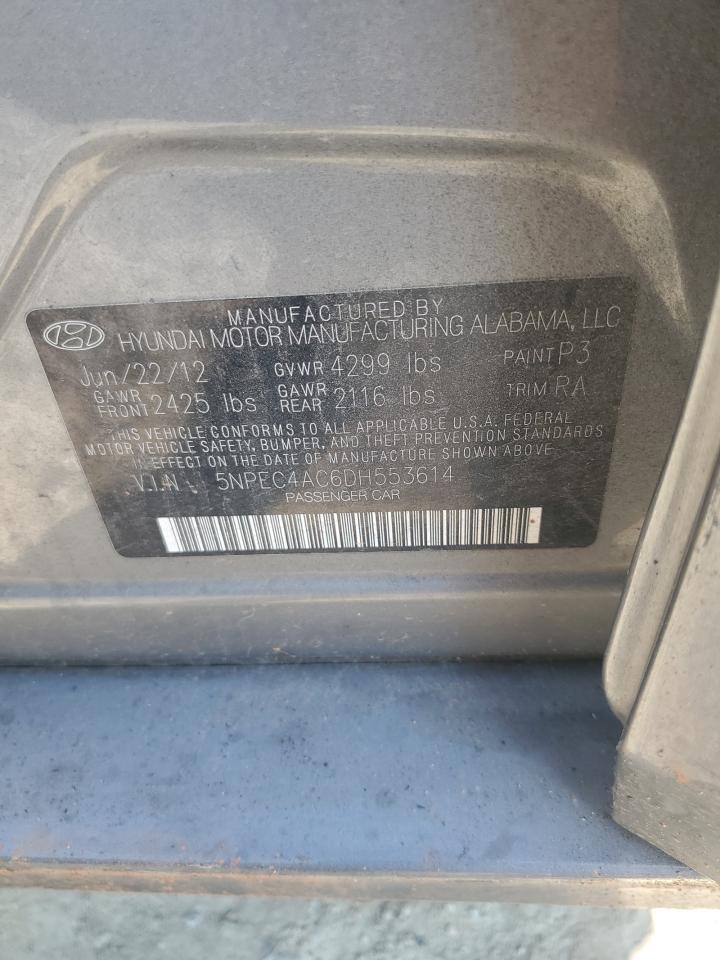 MANUFACTURED BY
HYUNDAI MOTOR MANUFACTURING ALABAMA, LLC
Jun/22/12 GVWR 4299 lbs PAINT P3
GAWR FRONT 2425 lbs GAWR REAR 2116 lbs TRIM RA
THIS VEHICLE CONFORMS TO ALL APPLICABLE U.S.A. FEDERAL
MOTOR VEHICLE SAFETY, BUMPER, AND THEFT PREVENTION STANDARDS
IN EFFECT ON THE DATE OF MANUFACTURE SHOWN ABOVE.
V.I.N : 5NPEC4AC6DH553614
PASSENGER CAR